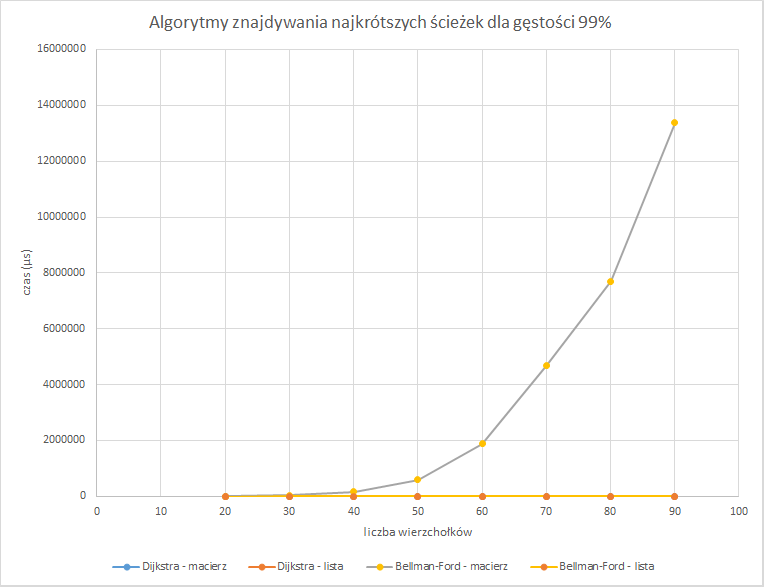 Algorytmy znajdywania najkrótszych ścieżek dla gęstości 99%
16000000
14000000
12000000
10000000
8000000
6000000
4000000
2000000
0
czas (µs)
0 10 20 30 40 50 60 70 80 90 100
liczba wierzchołków
Dijkstra - macierz Dijkstra - lista Bellman-Ford - macierz Bellman-Ford - lista